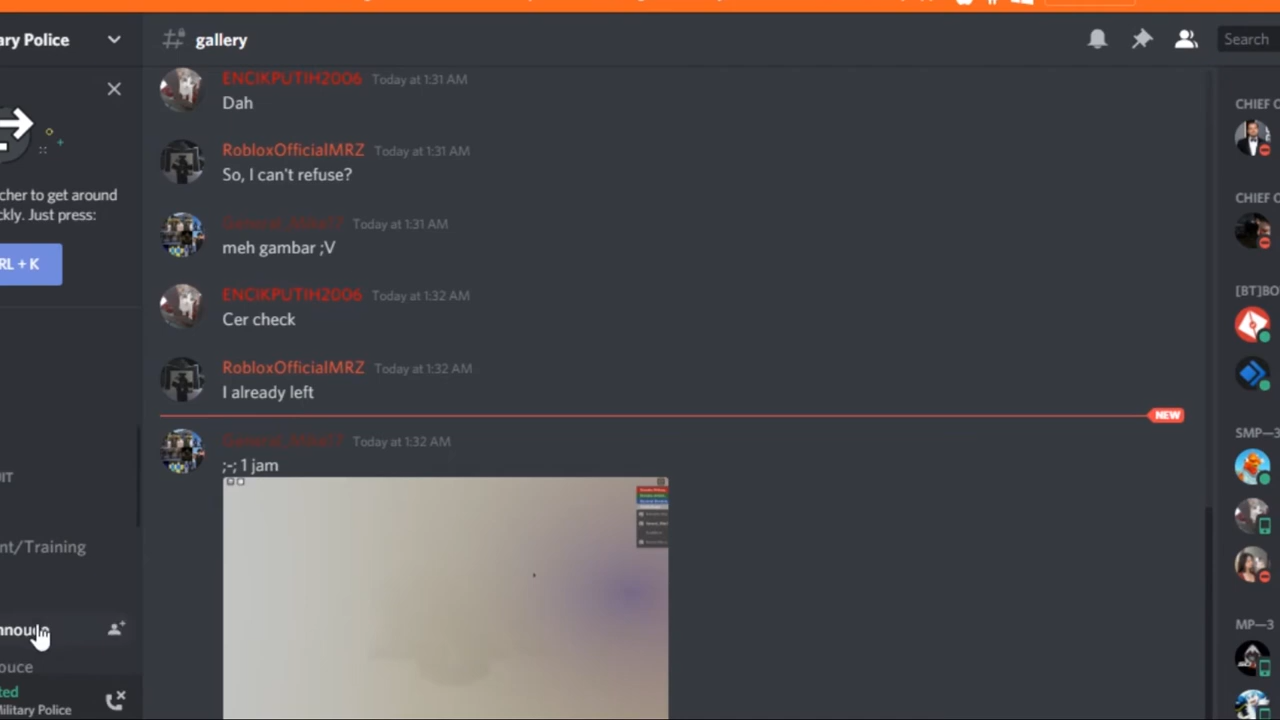 ary Police
cher to get around
ckly. Just press:
RL + K
IT
nt/Training
nnou
ouce
ted
Military Police
gallery
Search
ENCIKPUTIH2006 Today at 1:31 AM
Dah
RobloxOfficialMRZ Today at 1:31 AM
So, I can't refuse?
Today at 1:31 AM
meh gambar ;V
ENCIKPUTIH2006 Today at 1:32 AM
Cer check
RobloxOfficialMRZ Today at 1:32 AM
I already left
NEW
Today at 1:32 AM
;-; 1 jam
CHIEF
CHIEF
[BT]BO
SMP—3
MP—3